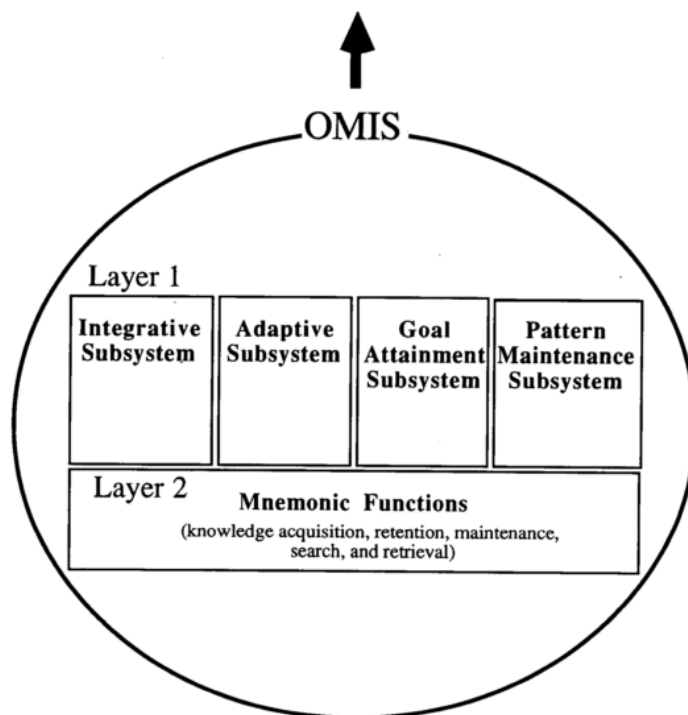 OMIS
Layer 1
Integrative
Subsystem
Adaptive
Subsystem
Goal
Attainment
Subsystem
Pattern
Maintenance
Subsystem
Layer 2
Mnemonic Functions
(knowledge acquisition, retention, maintenance,
search, and retrieval)